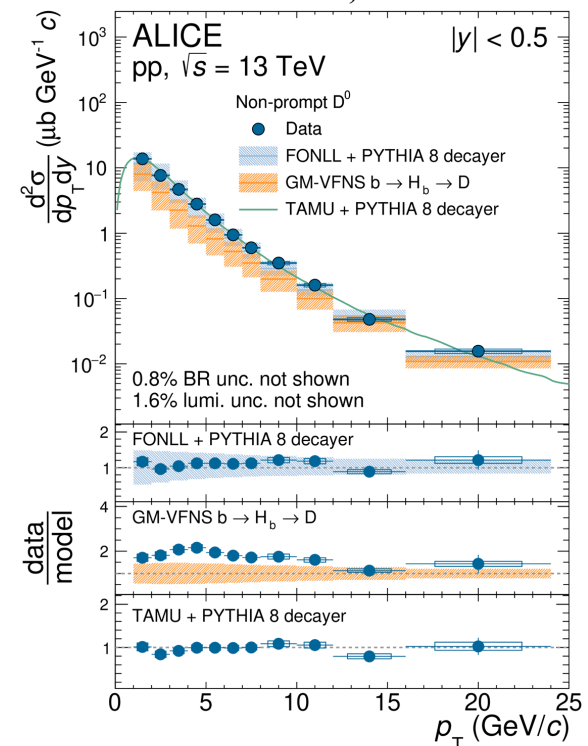 ALICE
|y| < 0.5
pp, √s = 13 TeV
Non-prompt D⁰
Data
FONLL + PYTHIA 8 decayer
GM-VFNS b → H_b → D
TAMU + PYTHIA 8 decayer
d²σ / dp_T dy (μb GeV⁻¹ c)
10³
10²
10
1
10⁻¹
10⁻²
0.8% BR unc. not shown
1.6% lumi. unc. not shown
data / model
2
FONLL + PYTHIA 8 decayer
1
4
GM-VFNS b → H_b → D
2
2
TAMU + PYTHIA 8 decayer
1
0 5 10 15 20 25
p_T (GeV/c)